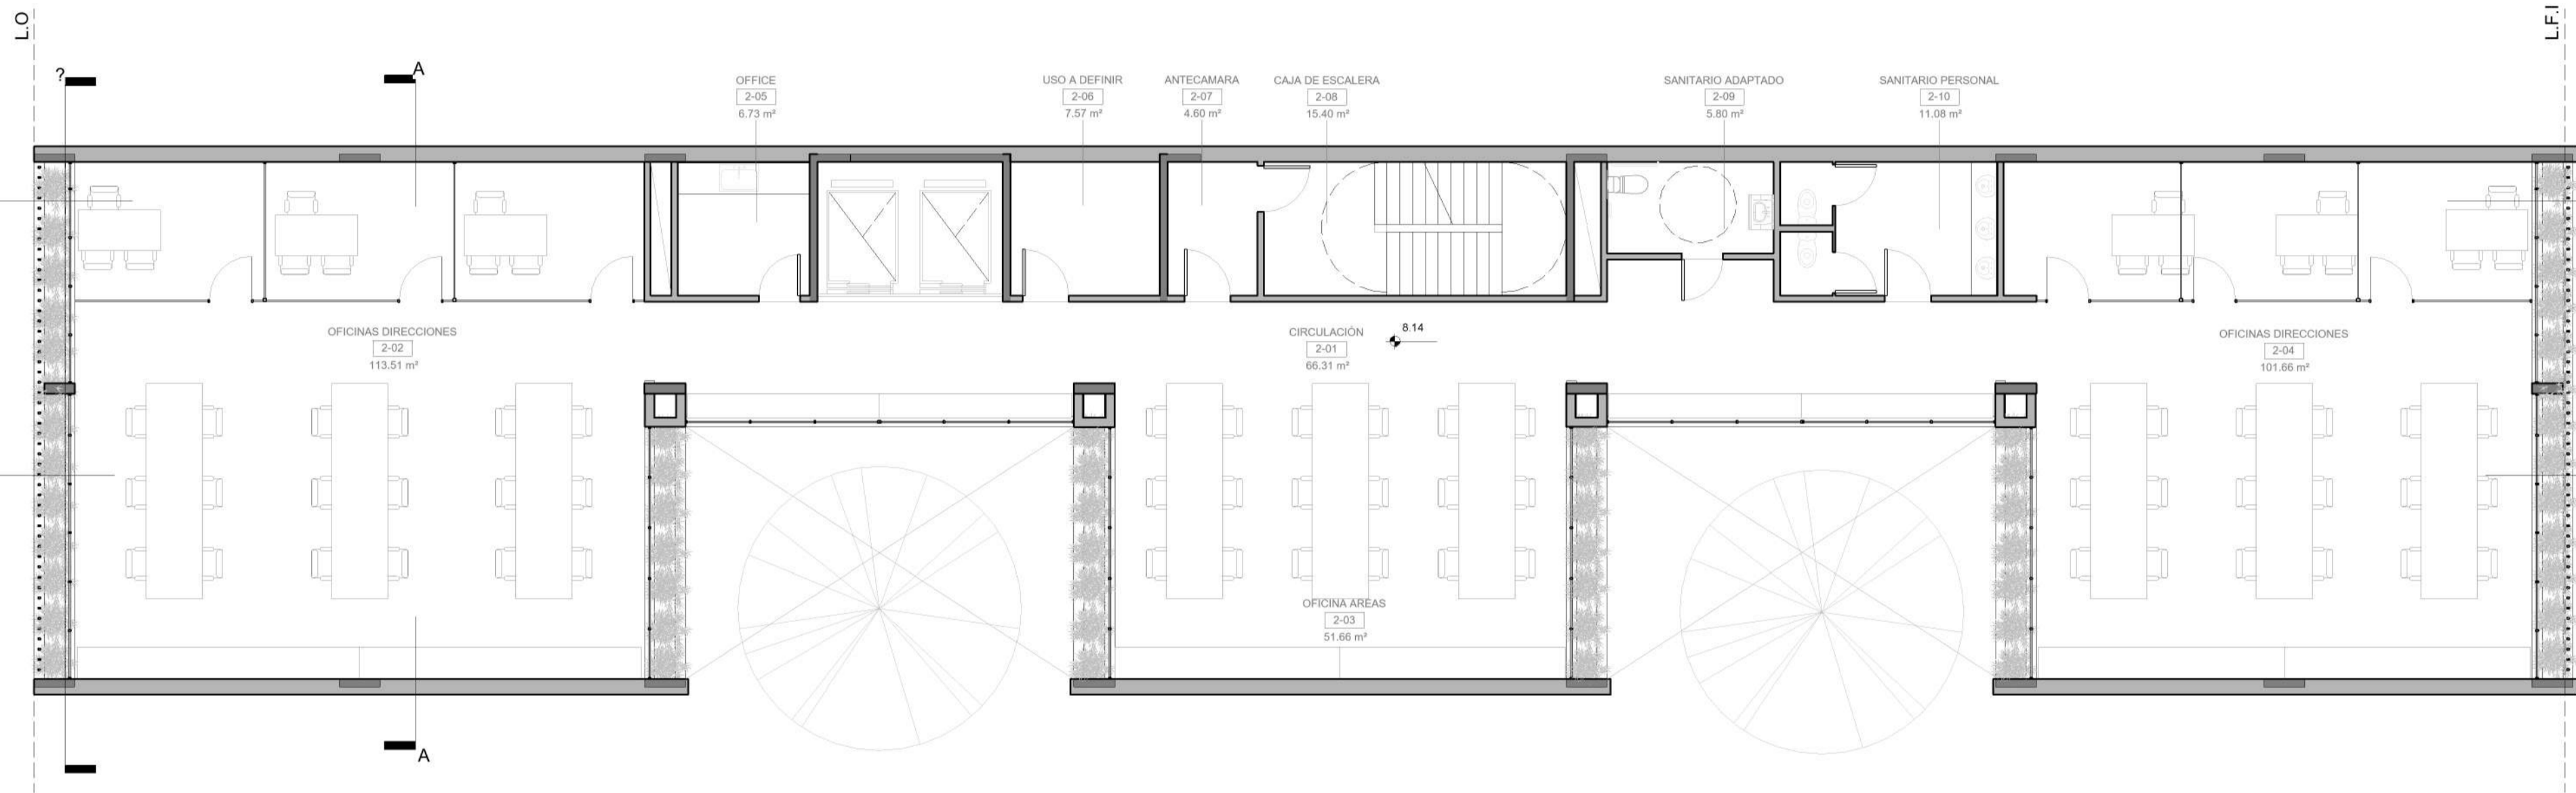 L.O
L.F.I
?
A
OFFICE
2-05
6.73 m²
USO A DEFINIR
2-06
7.57 m²
ANTECAMARA
2-07
4.60 m²
CAJA DE ESCALERA
2-08
15.40 m²
SANITARIO ADAPTADO
2-09
5.80 m²
SANITARIO PERSONAL
2-10
11.08 m²
OFICINAS DIRECCIONES
2-02
113.51 m²
CIRCULACIÓN
2-01
66.31 m²
8.14
OFICINAS DIRECCIONES
2-04
101.66 m²
OFICINA AREAS
2-03
51.66 m²
A